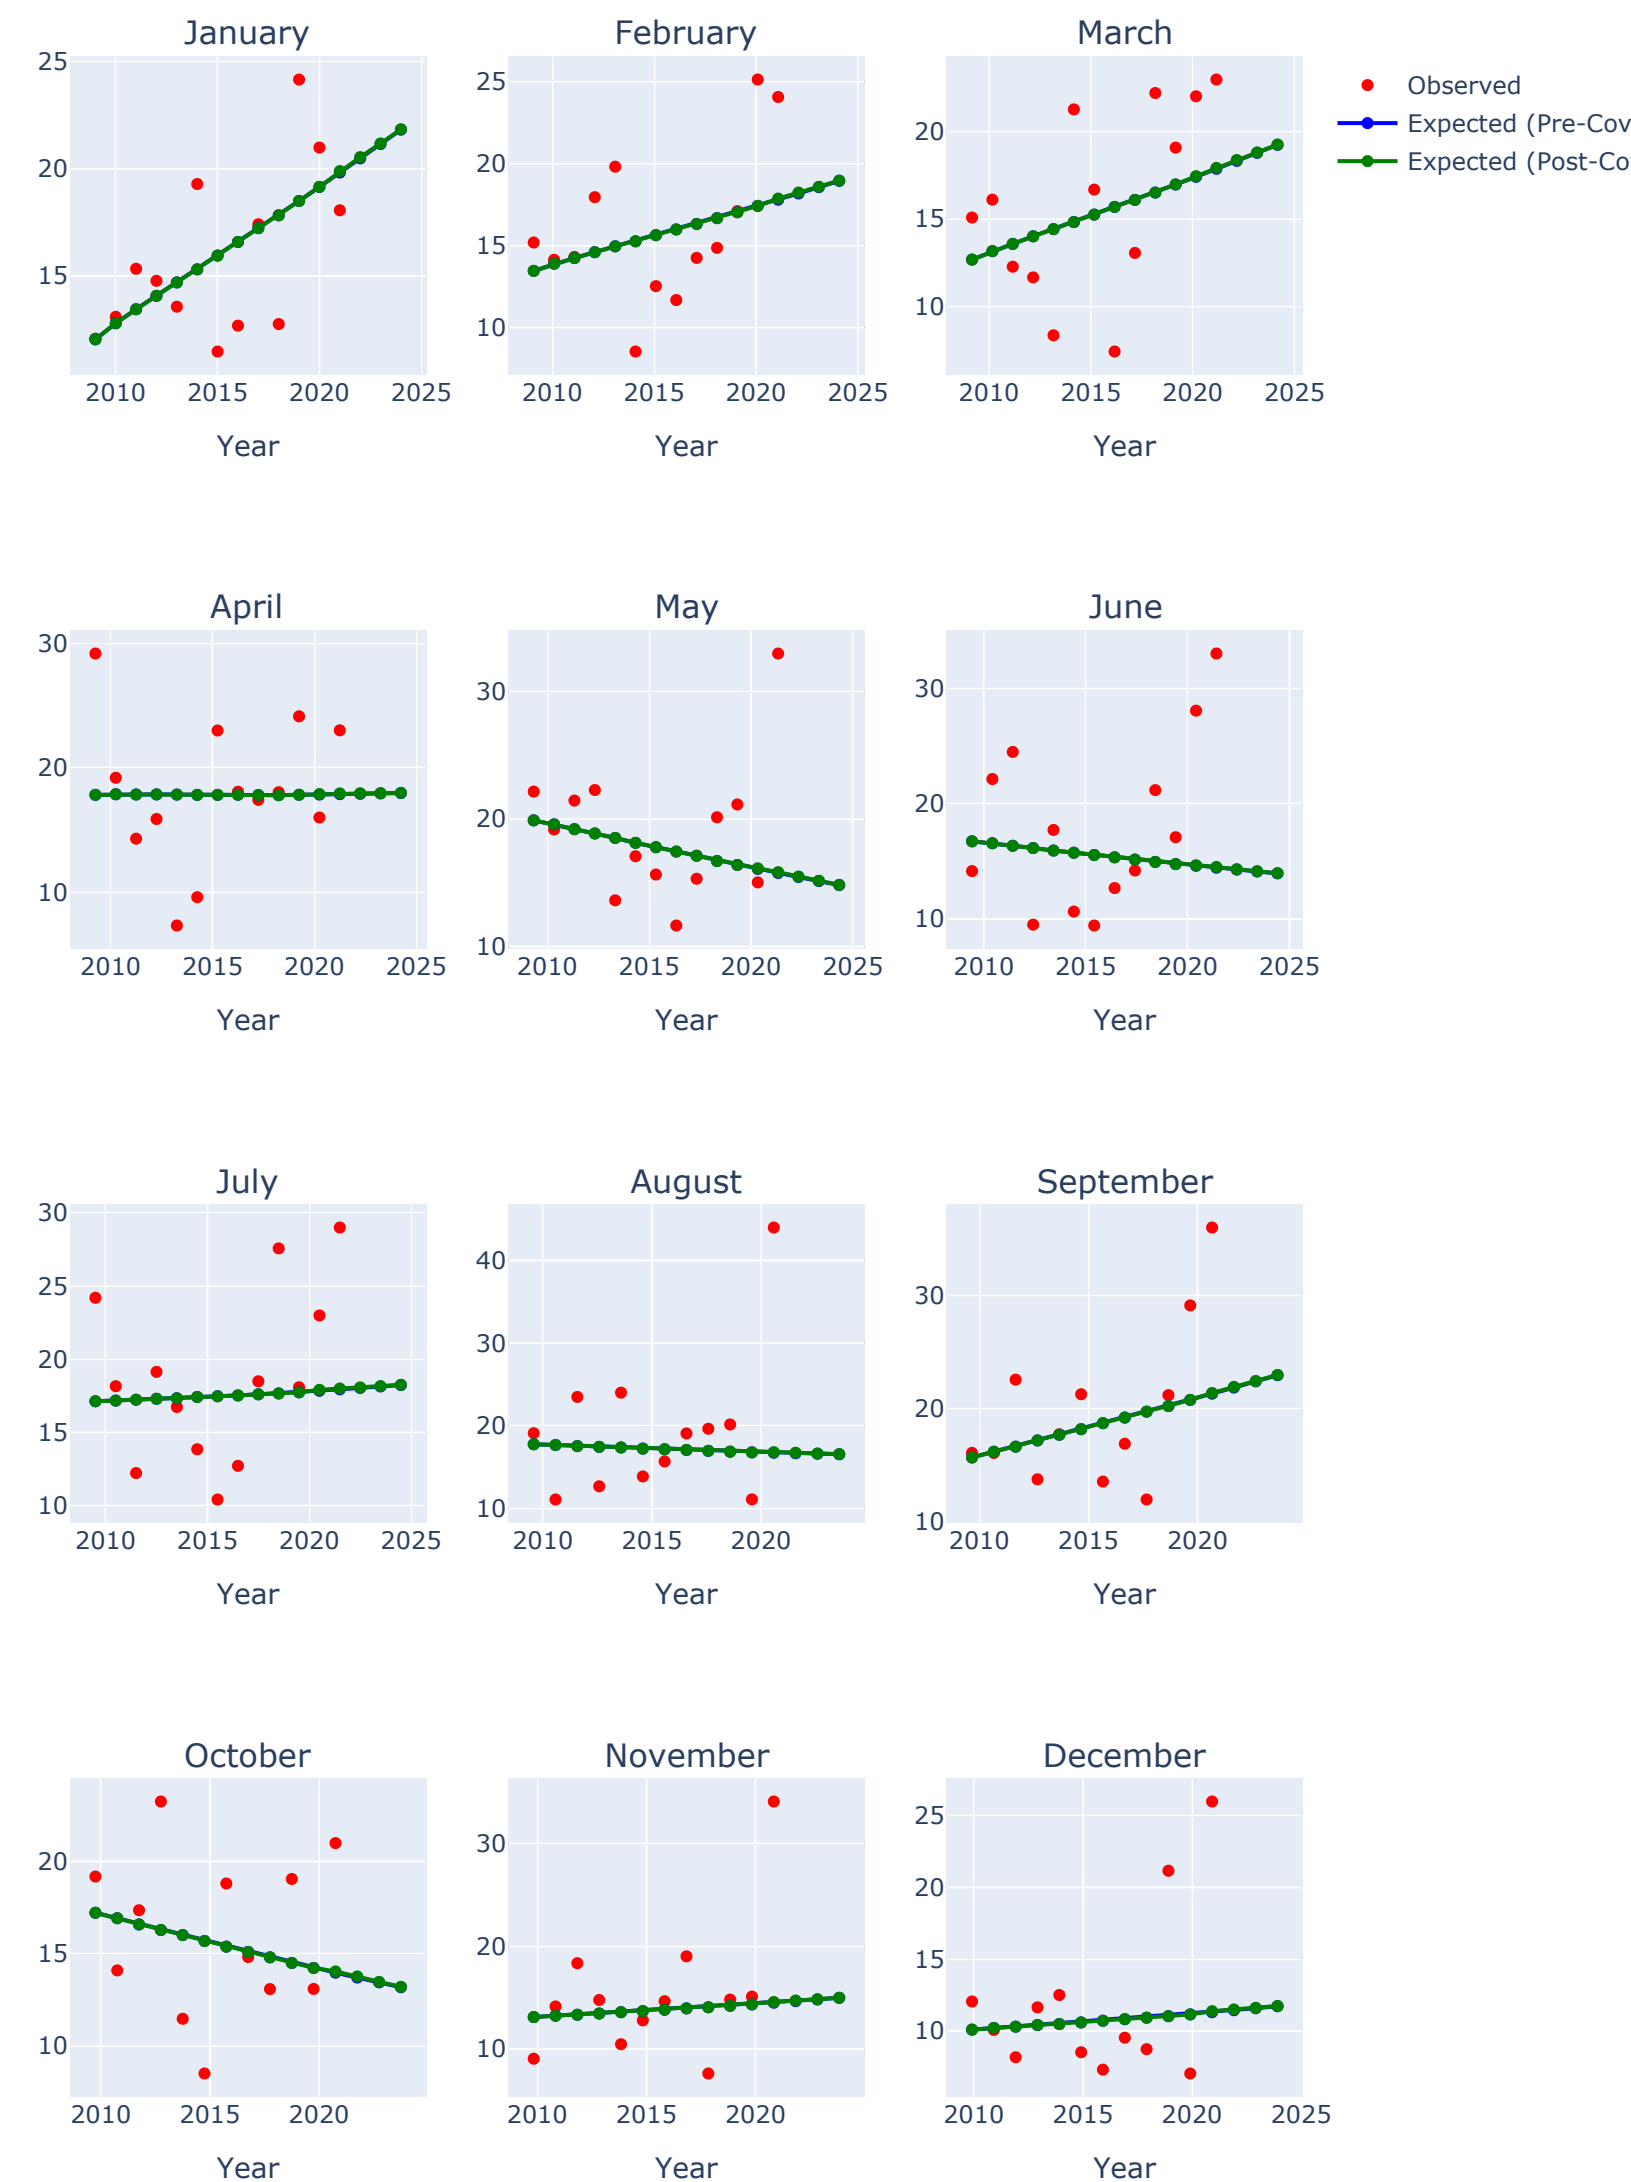 January February March
25
20
15
2010 2015 2020 2025
Year
25
20
15
10
2010 2015 2020 2025
Year
20
15
10
2010 2015 2020 2025
Year
Observed
Expected (Pre-Cov
Expected (Post-Co
April May June
30
20
10
2010 2015 2020 2025
Year
30
20
10
2010 2015 2020 2025
Year
30
20
10
2010 2015 2020 2025
Year
July August September
30
25
20
15
10
2010 2015 2020 2025
Year
40
30
20
10
2010 2015 2020
Year
30
20
10
2010 2015 2020
Year
October November December
20
15
10
2010 2015 2020
Year
30
20
10
2010 2015 2020
Year
25
20
15
10
2010 2015 2020 2025
Year